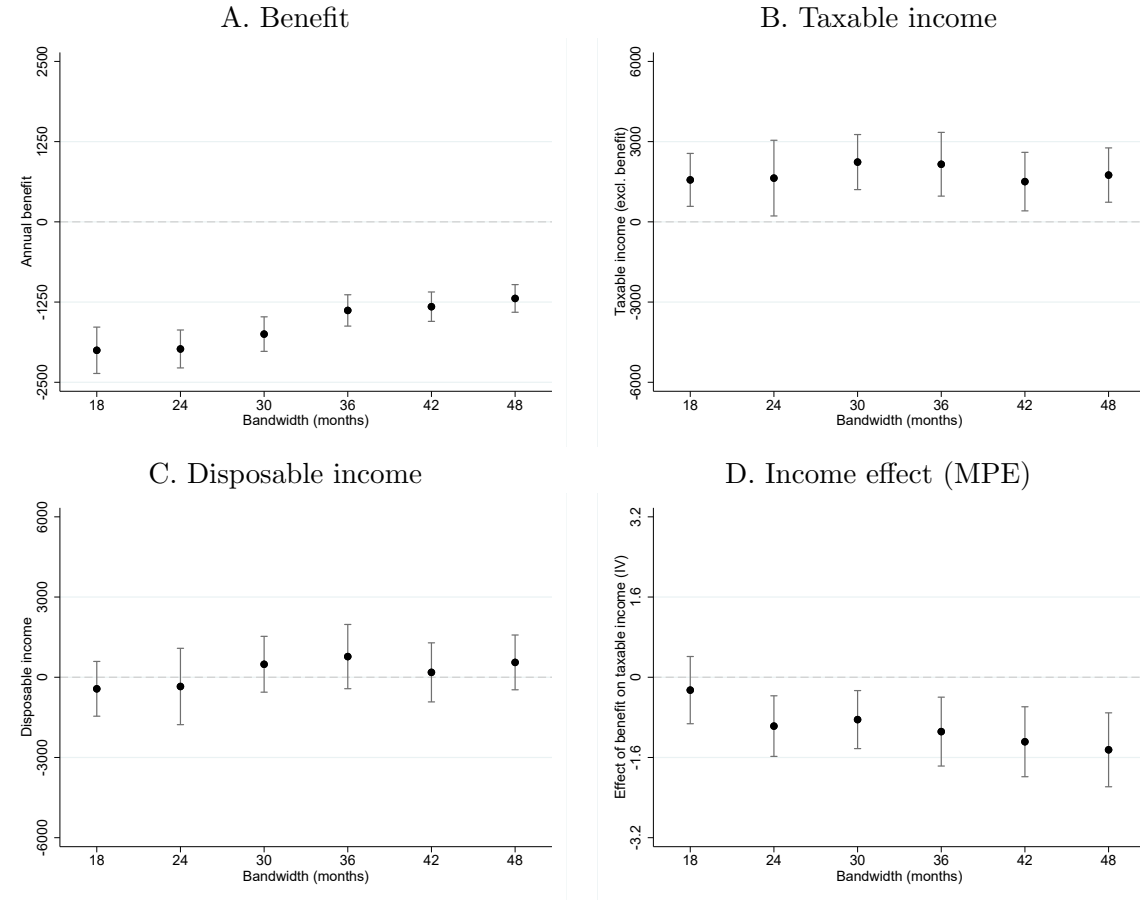 A. Benefit
2500
1250
0
-1250
-2500
Annual benefit
18 24 30 36 42 48
Bandwidth (months)
B. Taxable income
6000
3000
0
-3000
-6000
Taxable income (excl. benefit)
18 24 30 36 42 48
Bandwidth (months)
C. Disposable income
6000
3000
0
-3000
-6000
Disposable income
18 24 30 36 42 48
Bandwidth (months)
D. Income effect (MPE)
3.2
1.6
0
-1.6
-3.2
Effect of benefit on taxable income (IV)
18 24 30 36 42 48
Bandwidth (months)